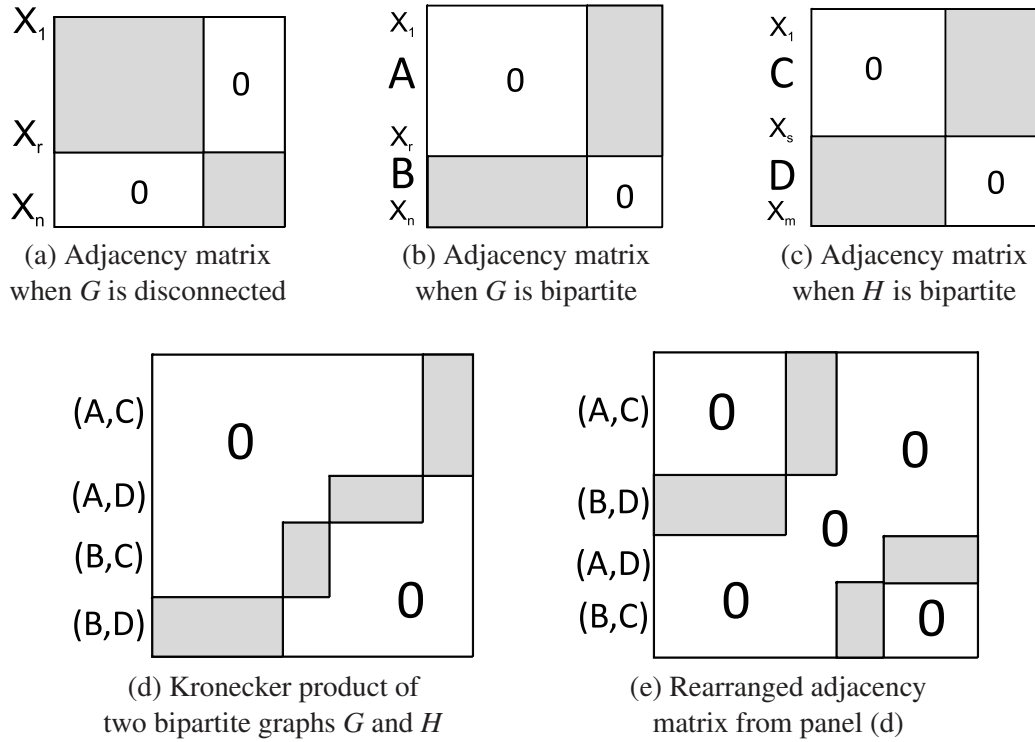 X1
Xr
Xn
0
0
(a) Adjacency matrix
when G is disconnected
X1
A
Xr
B
Xn
0
0
(b) Adjacency matrix
when G is bipartite
X1
C
Xs
D
Xm
0
0
(c) Adjacency matrix
when H is bipartite
(A,C)
(A,D)
(B,C)
(B,D)
0
0
(d) Kronecker product of
two bipartite graphs G and H
(A,C)
(B,D)
(A,D)
(B,C)
0
0
0
0
0
(e) Rearranged adjacency
matrix from panel (d)